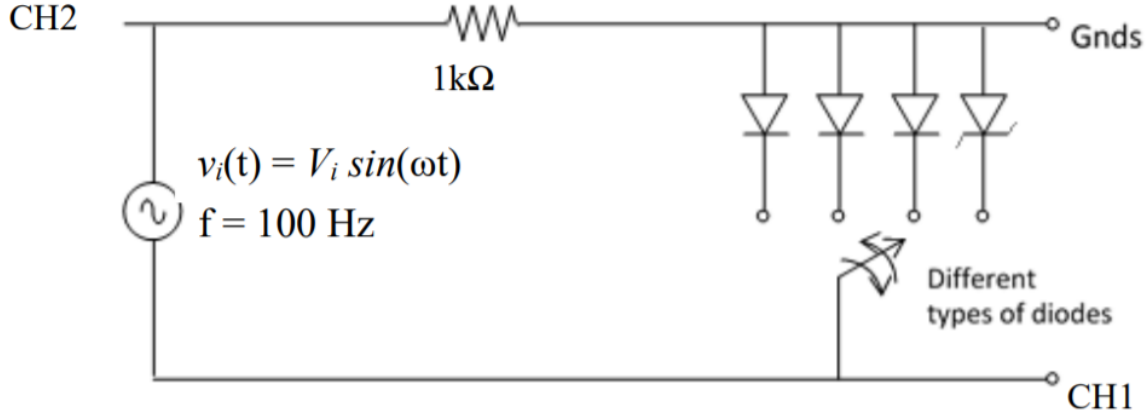 CH2
Gnds
1kΩ
vi(t) = Vi sin(ωt)
f = 100 Hz
Different
types of diodes
CH1